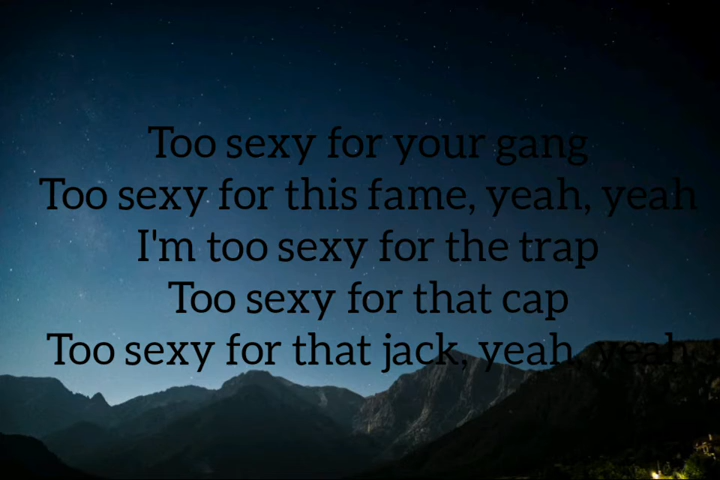 Too sexy for your gang
Too sexy for this fame, yeah, yeah
I'm too sexy for the trap
Too sexy for that cap
Too sexy for that jack, yeah, yeah